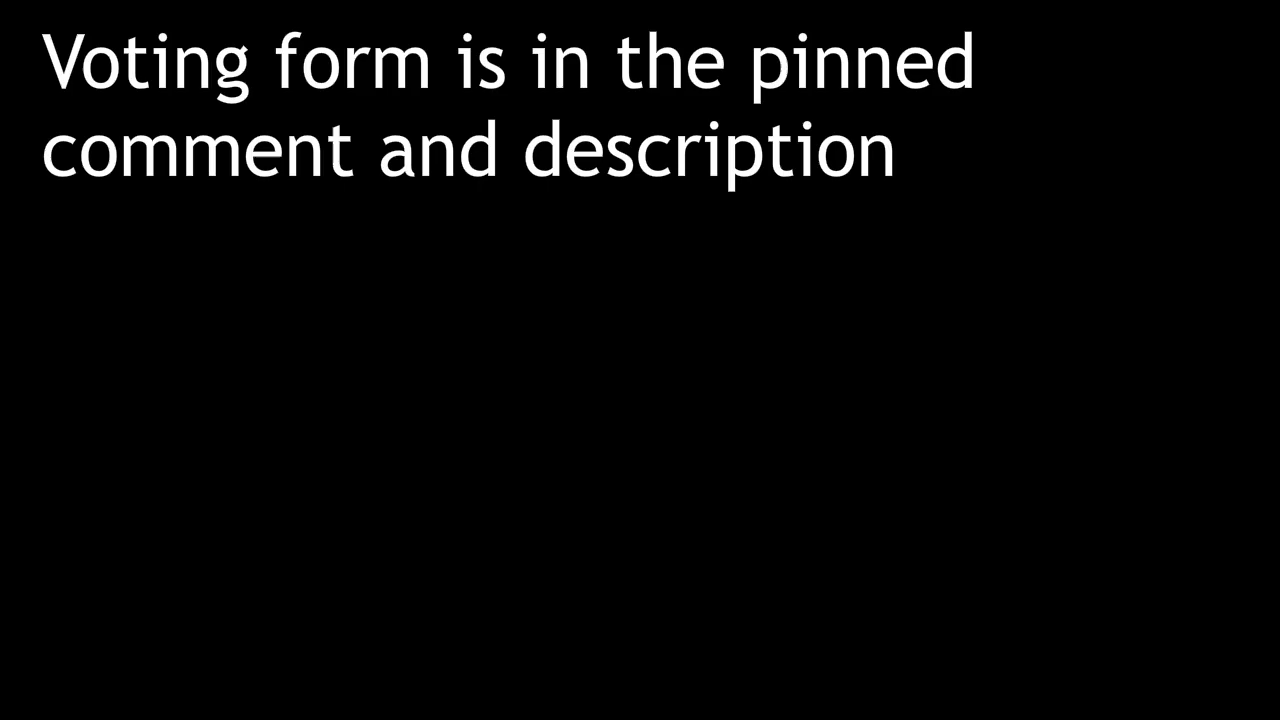 Voting form is in the pinned
comment and description